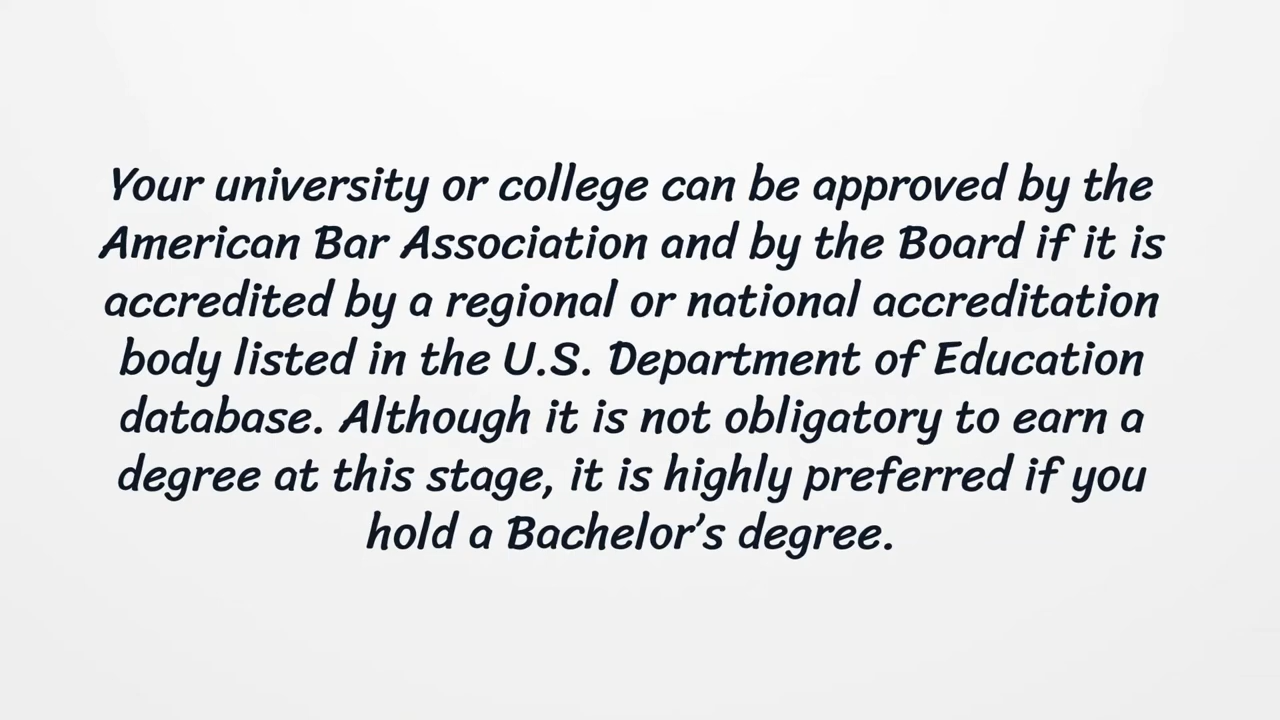 Your university or college can be approved by the
American Bar Association and by the Board if it is
accredited by a regional or national accreditation
body listed in the U.S. Department of Education
database. Although it is not obligatory to earn a
degree at this stage, it is highly preferred if you
hold a Bachelor’s degree.